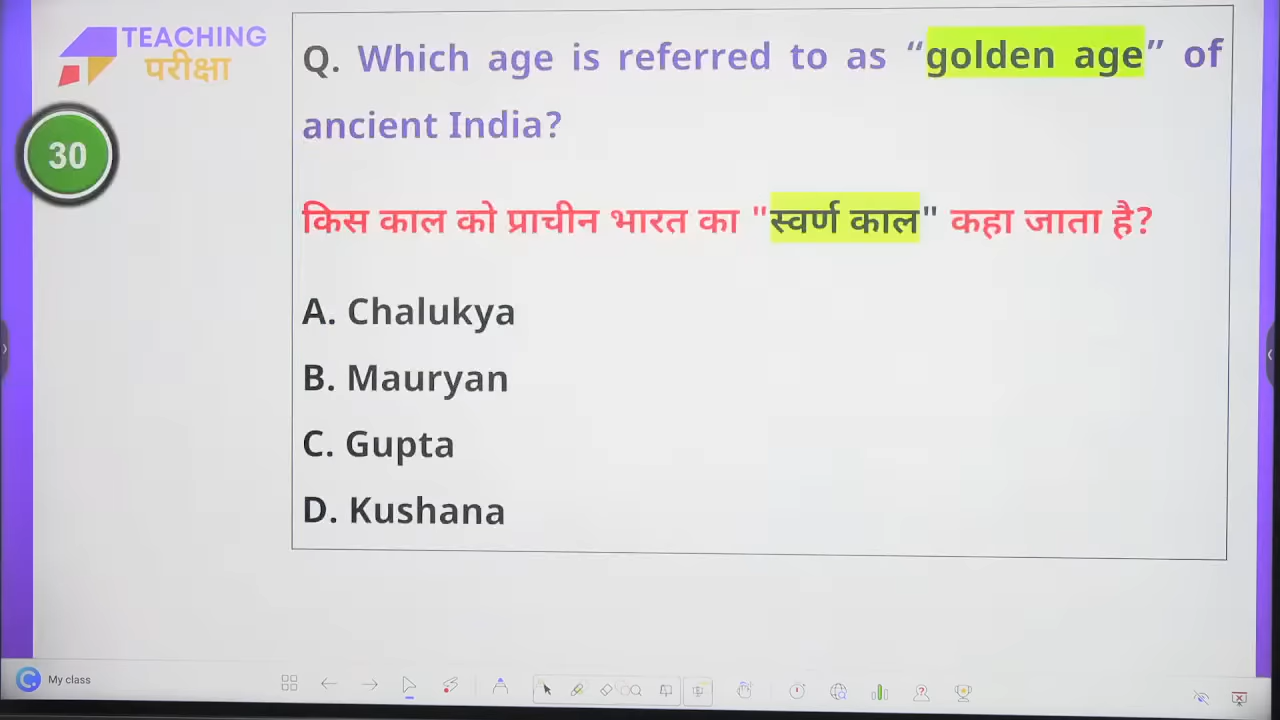 TEACHING
परीक्षा
30
Q. Which age is referred to as “golden age” of
ancient India?
किस काल को प्राचीन भारत का "स्वर्ण काल" कहा जाता है?
A. Chalukya
B. Mauryan
C. Gupta
D. Kushana
My class